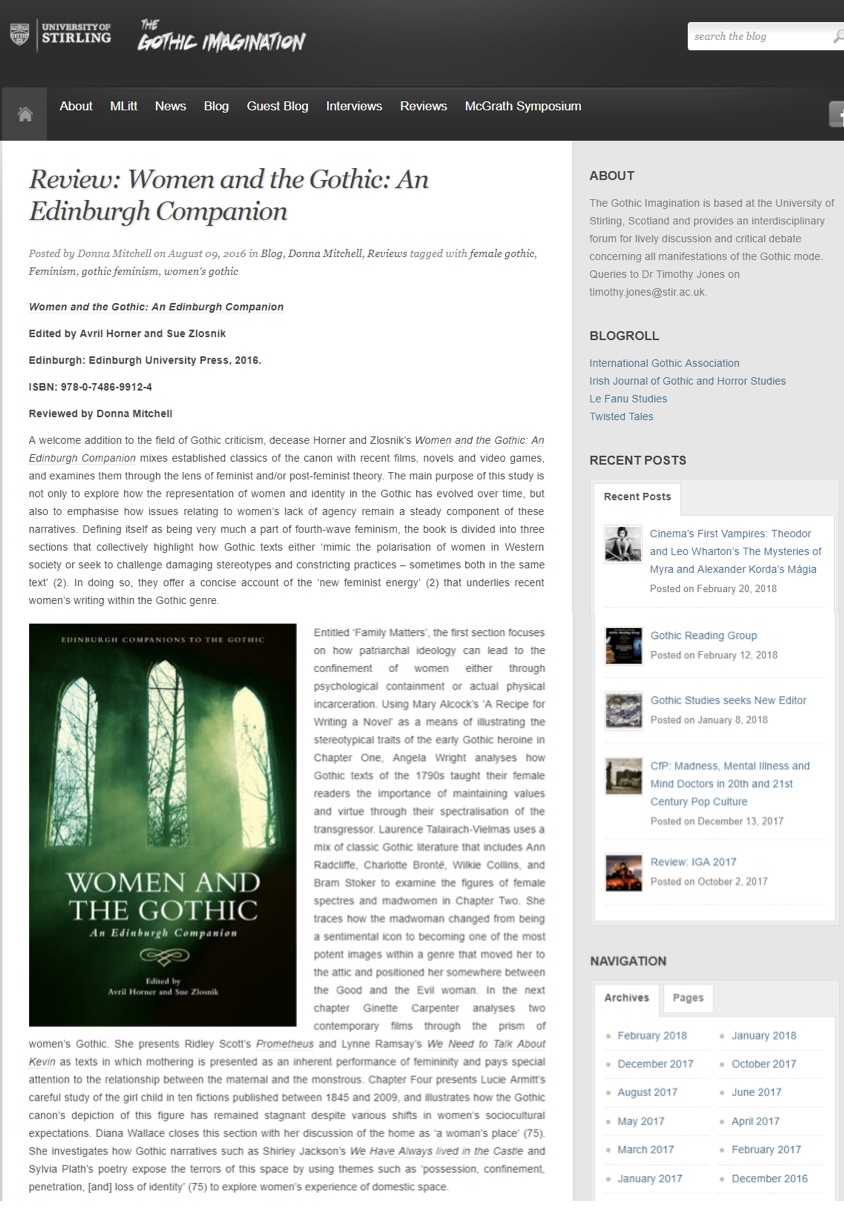 UNIVERSITY OF
STIRLING
THE
GOTHIC IMAGINATION
search the blog
About
MLitt
News
Blog
Guest Blog
Interviews
Reviews
McGrath Symposium
Review: Women and the Gothic: An
Edinburgh Companion
Posted by Donna Mitchell on August 09, 2016 in Blog, Donna Mitchell, Reviews tagged with female gothic,
Feminism, gothic feminism, women's gothic
Women and the Gothic: An Edinburgh Companion
Edited by Avril Horner and Sue Zlosnik
Edinburgh: Edinburgh University Press, 2016.
ISBN: 978-0-7486-9912-4
Reviewed by Donna Mitchell
A welcome addition to the field of Gothic criticism, decease Horner and Zlosnik's Women and the Gothic: An
Edinburgh Companion mixes established classics of the canon with recent films, novels and video games,
and examines them through the lens of feminist and/or post-feminist theory. The main purpose of this study is
not only to explore how the representation of women and identity in the Gothic has evolved over time, but
also to emphasise how issues relating to women's lack of agency remain a steady component of these
narratives. Defining itself as being very much a part of fourth-wave feminism, the book is divided into three
sections that collectively highlight how Gothic texts either 'mimic the polarisation of women in Western
society or seek to challenge damaging stereotypes and constricting practices – sometimes both in the same
text' (2). In doing so, they offer a concise account of the 'new feminist energy' (2) that underlies recent
women's writing within the Gothic genre.
EDINBURGH COMPANIONS TO THE GOTHIC
WOMEN AND
THE GOTHIC
An Edinburgh Companion
Edited by
Avril Horner and Sue Zlosnik
Entitled 'Family Matters', the first section focuses
on how patriarchal ideology can lead to the
confinement of women either through
psychological containment or actual physical
incarceration. Using Mary Alcock's 'A Recipe for
Writing a Novel' as a means of illustrating the
stereotypical traits of the early Gothic heroine in
Chapter One, Angela Wright analyses how
Gothic texts of the 1790s taught their female
readers the importance of maintaining values
and virtue through their spectralisation of the
transgressor. Laurence Talairach-Vielmas uses a
mix of classic Gothic literature that includes Ann
Radcliffe, Charlotte Brontë, Wilkie Collins, and
Bram Stoker to examine the figures of female
spectres and madwomen in Chapter Two. She
traces how the madwoman changed from being
a sentimental icon to becoming one of the most
potent images within a genre that moved her to
the attic and positioned her somewhere between
the Good and the Evil woman. In the next
chapter Ginette Carpenter analyses two
contemporary films through the prism of
women's Gothic. She presents Ridley Scott's Prometheus and Lynne Ramsay's We Need to Talk About
Kevin as texts in which mothering is presented as an inherent performance of femininity and pays special
attention to the relationship between the maternal and the monstrous. Chapter Four presents Lucie Armitt's
careful study of the girl child in ten fictions published between 1845 and 2009, and illustrates how the Gothic
canon's depiction of this figure has remained stagnant despite various shifts in women's sociocultural
expectations. Diana Wallace closes this section with her discussion of the home as 'a woman's place' (75).
She investigates how Gothic narratives such as Shirley Jackson's We Have Always lived in the Castle and
Sylvia Plath's poetry expose the terrors of this space by using themes such as 'possession, confinement,
penetration, [and] loss of identity' (75) to explore women's experience of domestic space.
ABOUT
The Gothic Imagination is based at the University of
Stirling, Scotland and provides an interdisciplinary
forum for lively discussion and critical debate
concerning all manifestations of the Gothic mode.
Queries to Dr Timothy Jones on
timothy.jones@stir.ac.uk.
BLOGROLL
International Gothic Association
Irish Journal of Gothic and Horror Studies
Le Fanu Studies
Twisted Tales
RECENT POSTS
Recent Posts
Cinema's First Vampires: Theodor
and Leo Wharton's The Mysteries of
Myra and Alexander Korda's Mágia
Posted on February 20, 2018
Gothic Reading Group
Posted on February 12, 2018
Gothic Studies seeks New Editor
Posted on January 8, 2018
CfP: Madness, Mental Illness and
Mind Doctors in 20th and 21st
Century Pop Culture
Posted on December 13, 2017
Review: IGA 2017
Posted on October 2, 2017
NAVIGATION
Archives
Pages
February 2018
January 2018
December 2017
October 2017
August 2017
June 2017
May 2017
April 2017
March 2017
February 2017
January 2017
December 2016